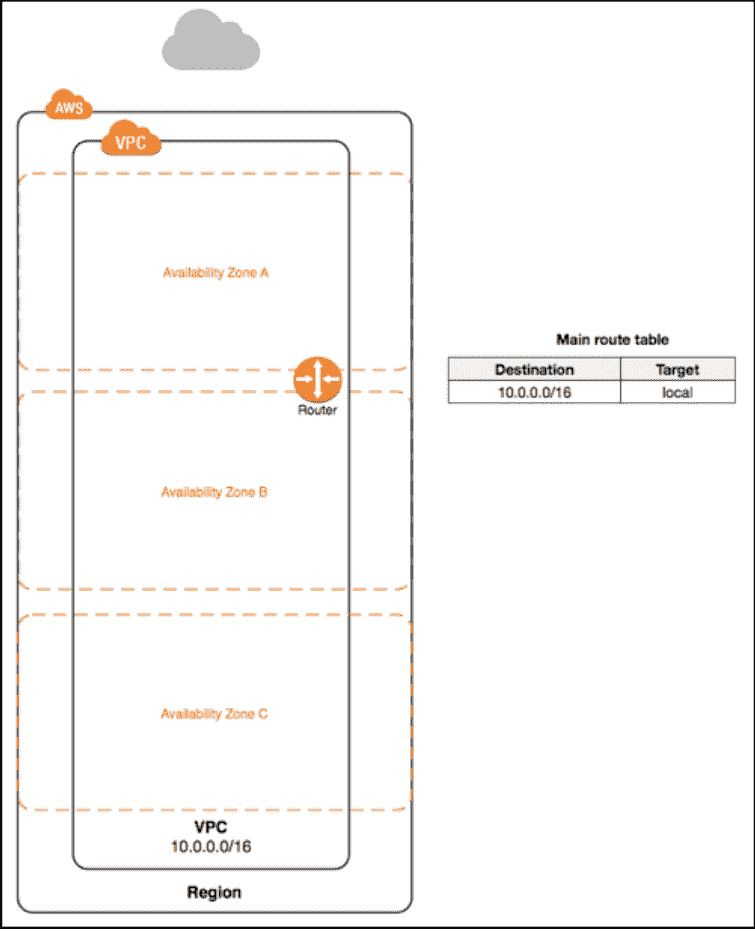 AWS
VPC
Availability Zone A
Router
Availability Zone B
Availability Zone C
VPC
10.0.0.0/16
Region
Main route table
Destination Target
10.0.0.0/16 local